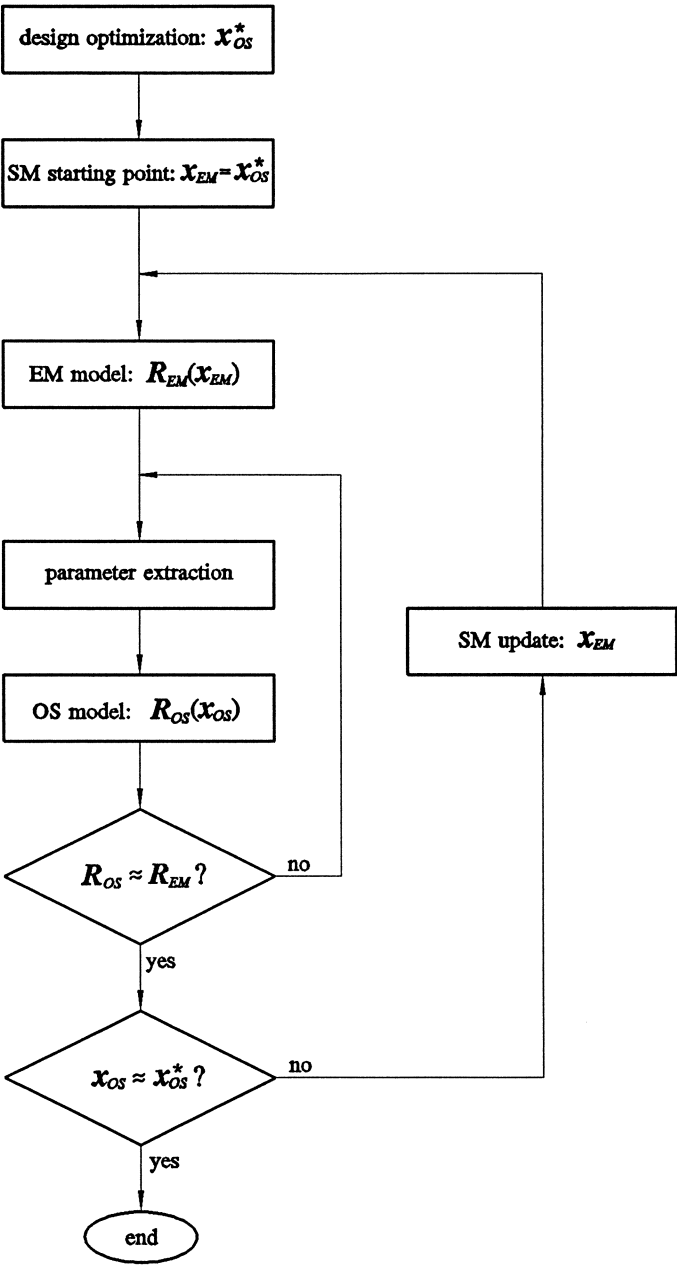 design optimization: x*OS
SM starting point: xEM = x*OS
EM model: REM(xEM)
parameter extraction
SM update: xEM
OS model: ROS(xOS)
ROS ≈ REM ?
no
yes
xOS ≈ x*OS ?
no
yes
end